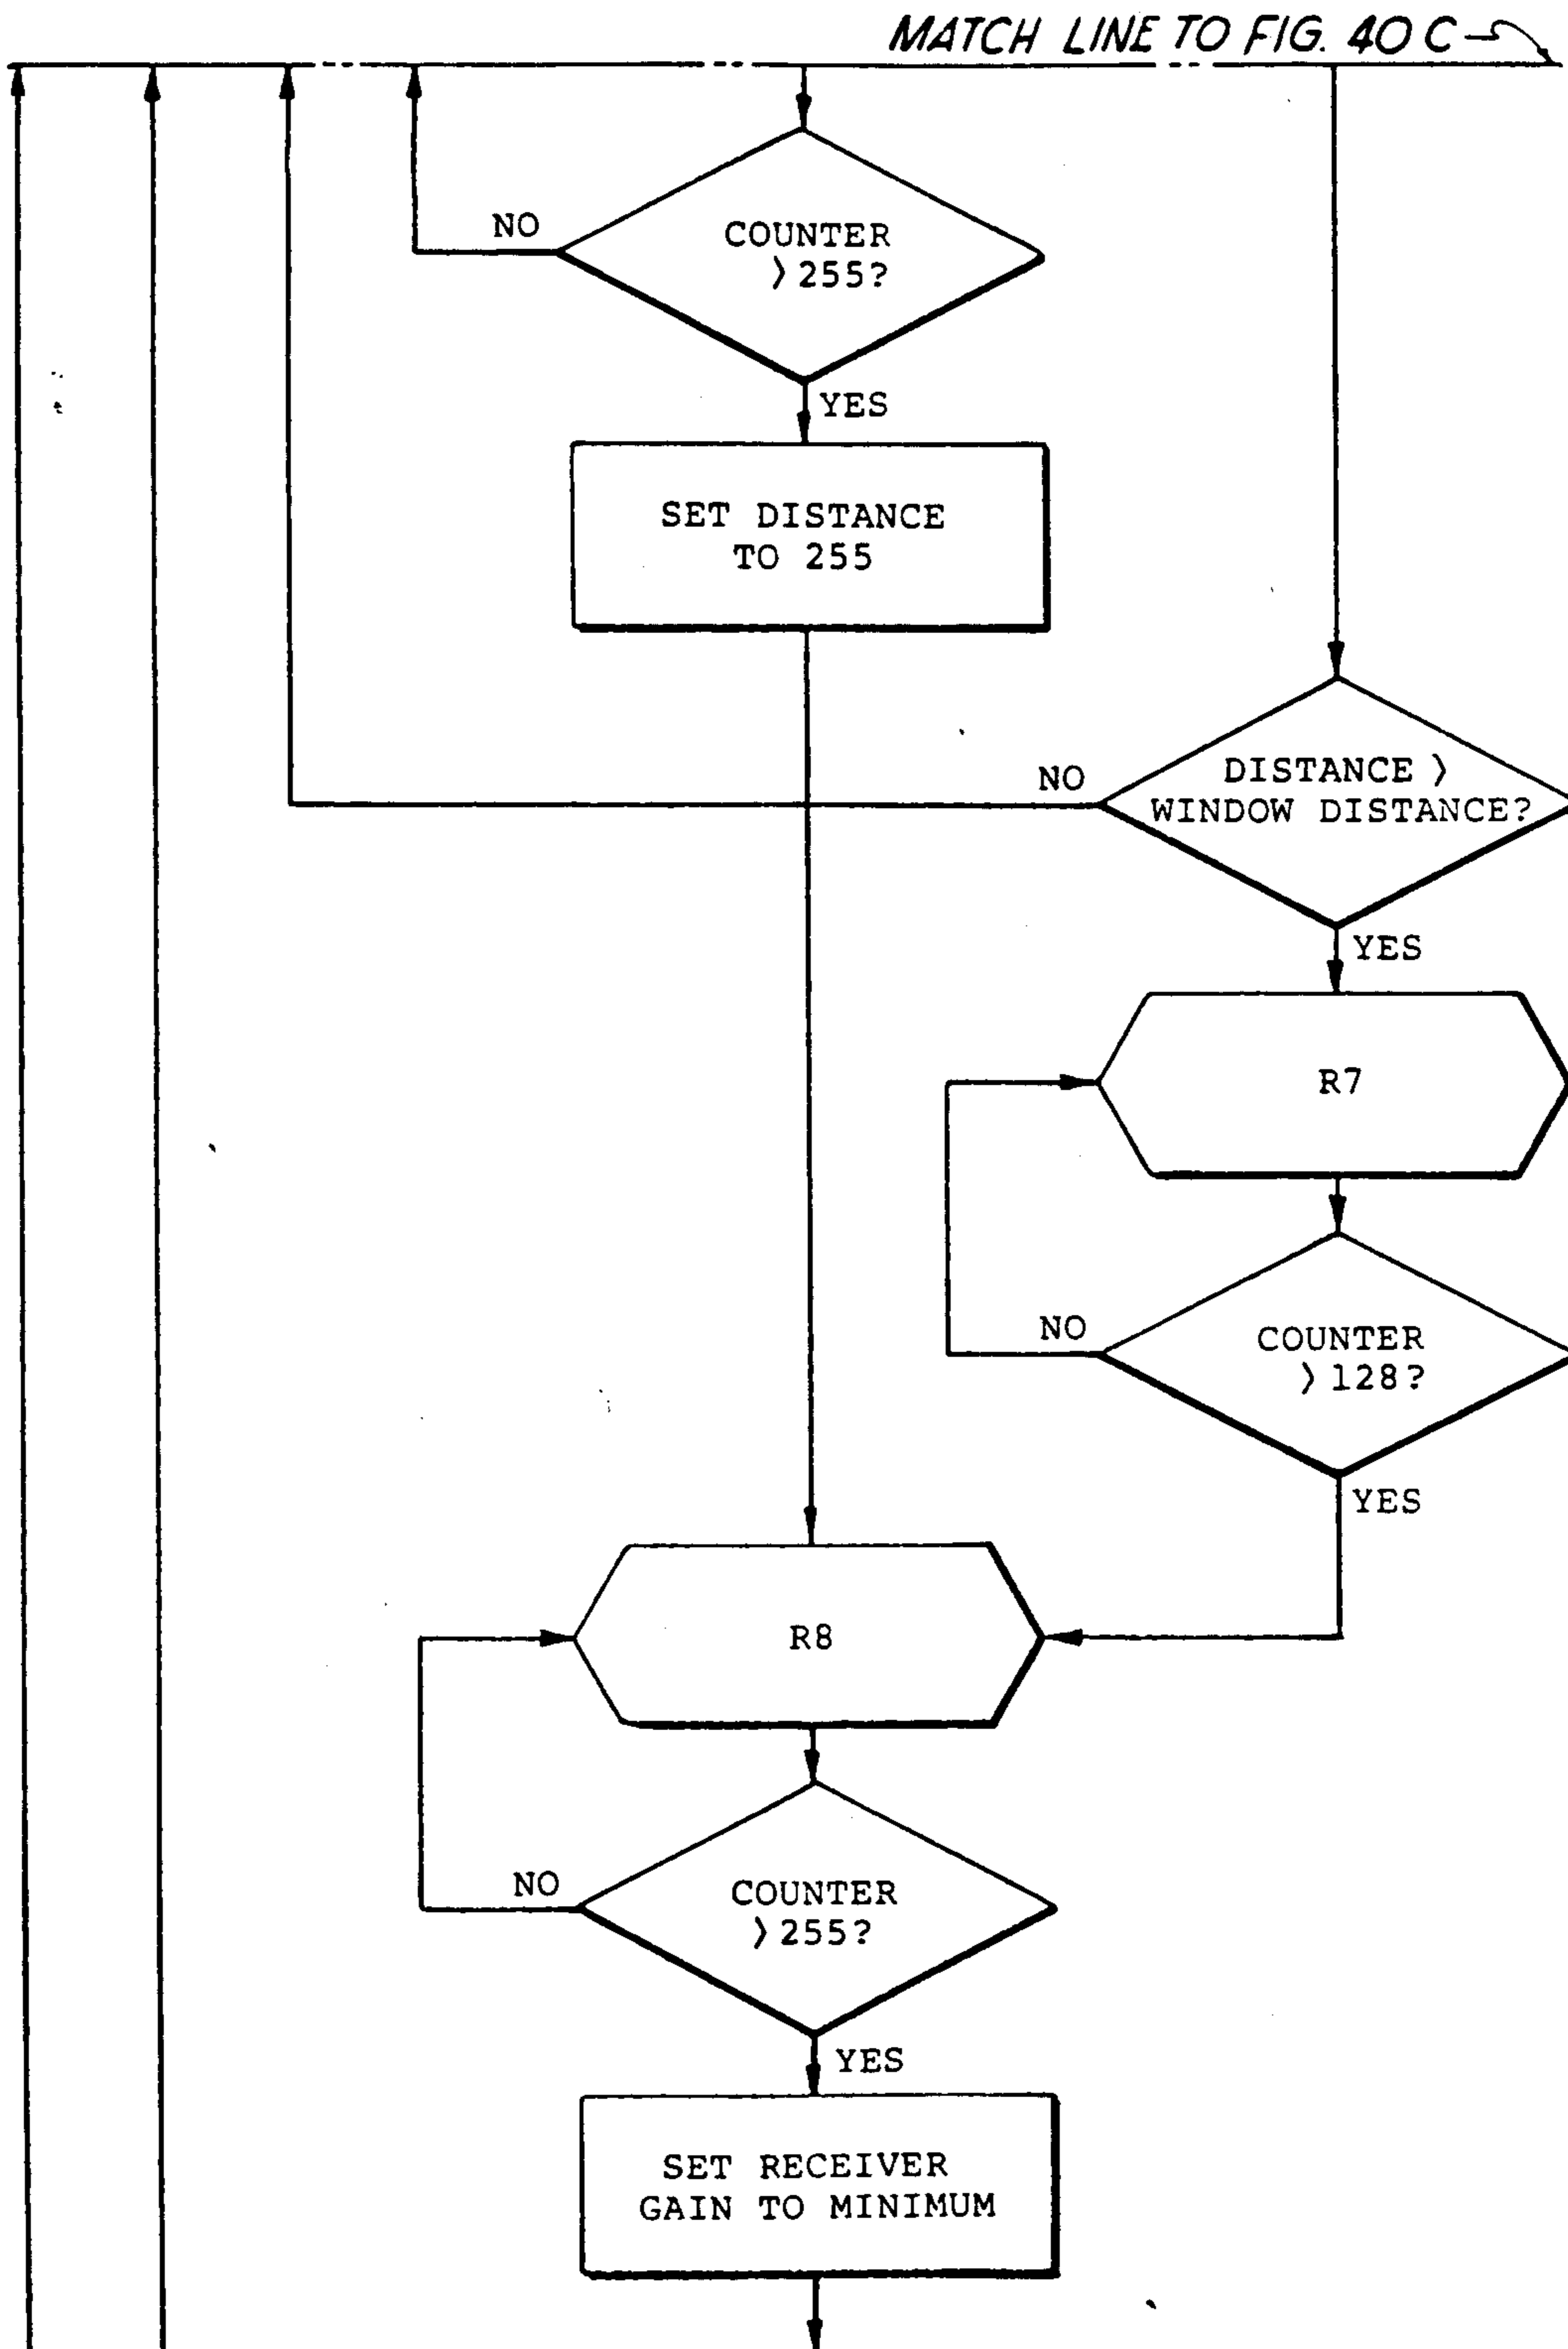 MATCH LINE TO FIG. 40 C
NO
COUNTER
> 255?
YES
SET DISTANCE
TO 255
NO
DISTANCE >
WINDOW DISTANCE?
YES
R7
NO
COUNTER
> 128?
YES
R8
NO
COUNTER
> 255?
YES
SET RECEIVER
GAIN TO MINIMUM